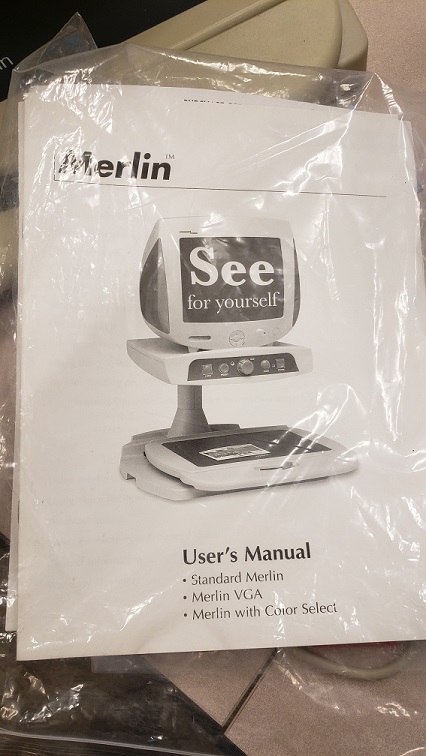 Merlin™
See
for yourself
User's Manual
• Standard Merlin
• Merlin VGA
• Merlin with Color Select